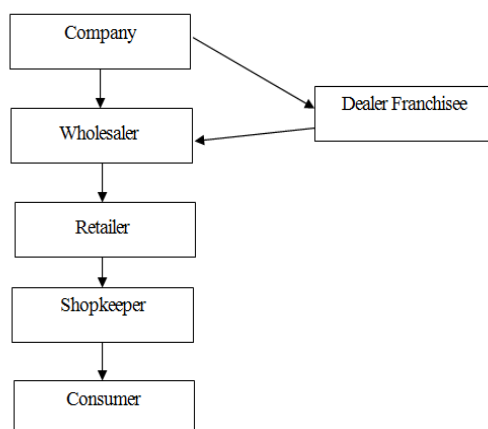 Company
Dealer Franchisee
Wholesaler
Retailer
Shopkeeper
Consumer